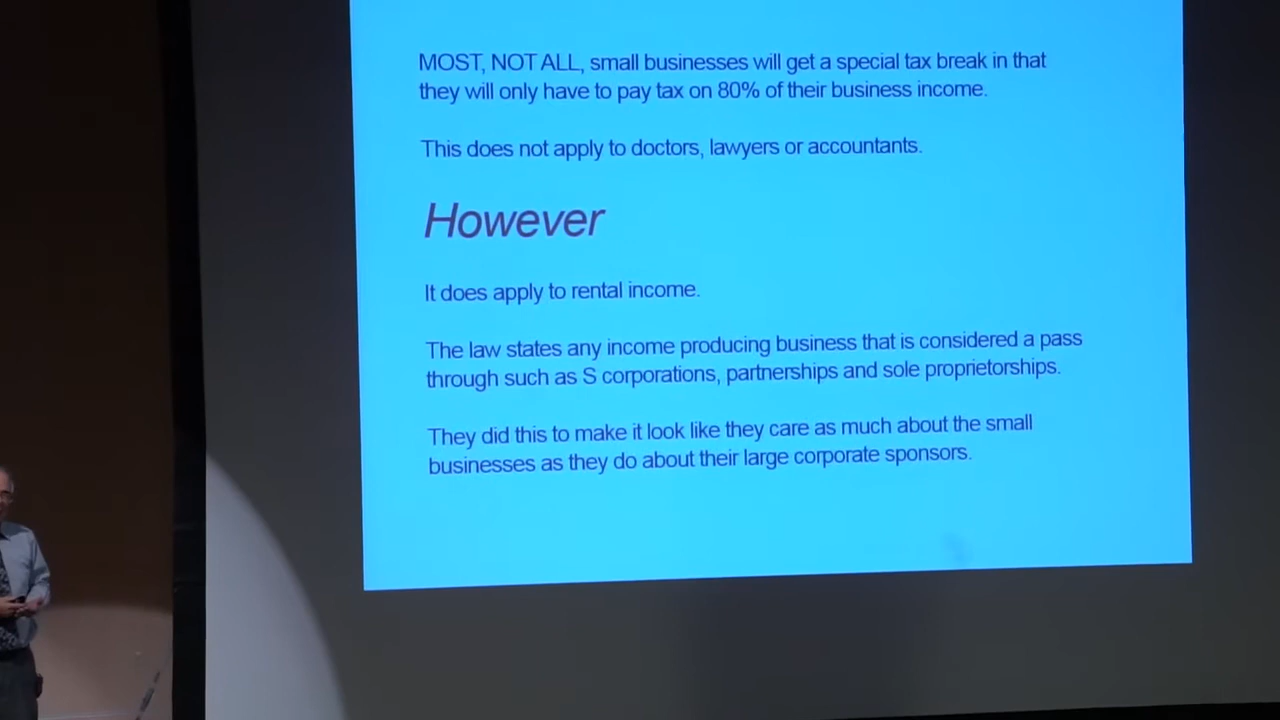 MOST, NOT ALL, small businesses will get a special tax break in that
they will only have to pay tax on 80% of their business income.
This does not apply to doctors, lawyers or accountants.
However
It does apply to rental income.
The law states any income producing business that is considered a pass
through such as S corporations, partnerships and sole proprietorships.
They did this to make it look like they care as much about the small
businesses as they do about their large corporate sponsors.